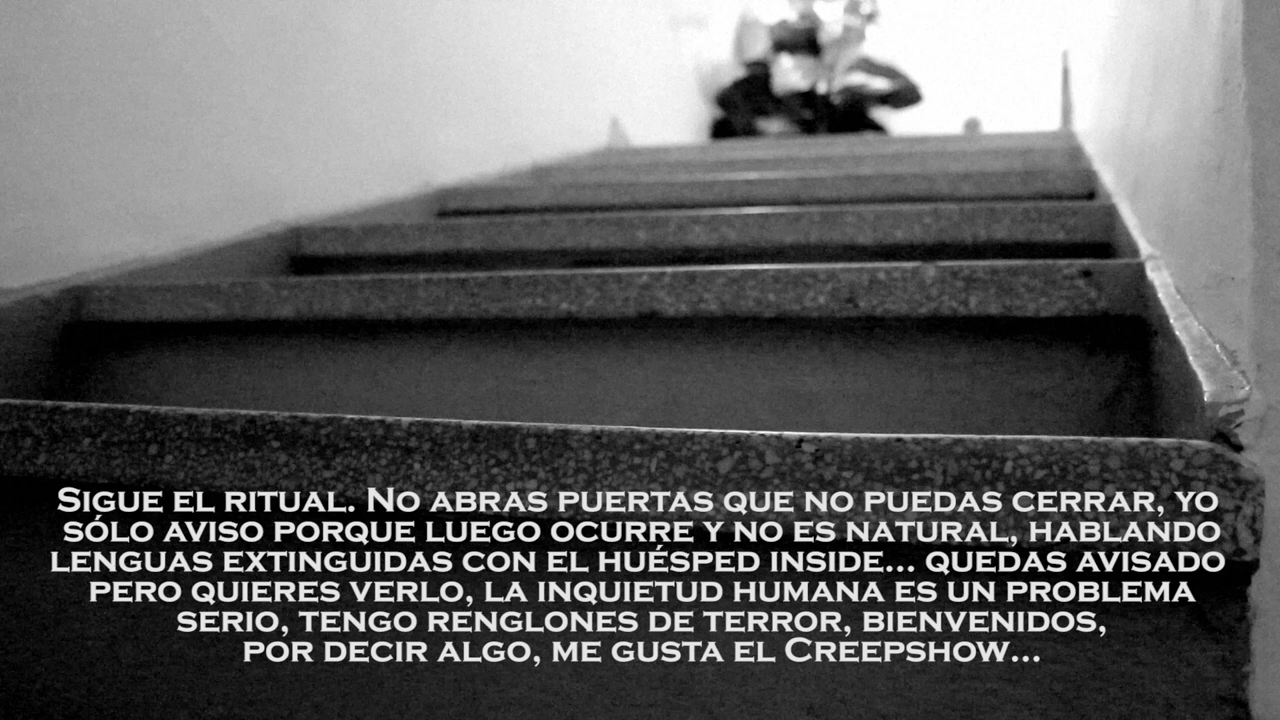 Sigue el ritual. No abras puertas que no puedas cerrar, yo
sólo aviso porque luego ocurre y no es natural, hablando
lenguas extinguidas con el huésped inside... quedas avisado
pero quieres verlo, la inquietud humana es un problema
serio, tengo renglones de terror, bienvenidos,
por decir algo, me gusta el Creepshow...